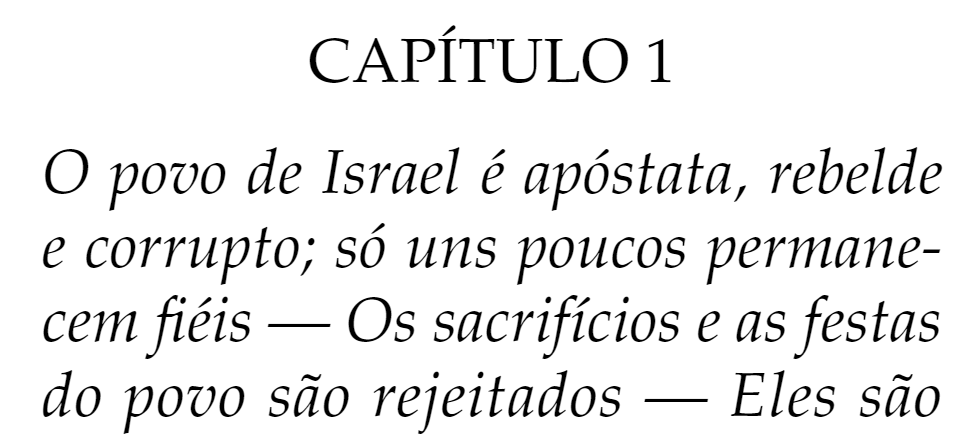 CAPÍTULO 1
O povo de Israel é apóstata, rebelde
e corrupto; só uns poucos permane-
cem fiéis — Os sacrifícios e as festas
do povo são rejeitados — Eles são